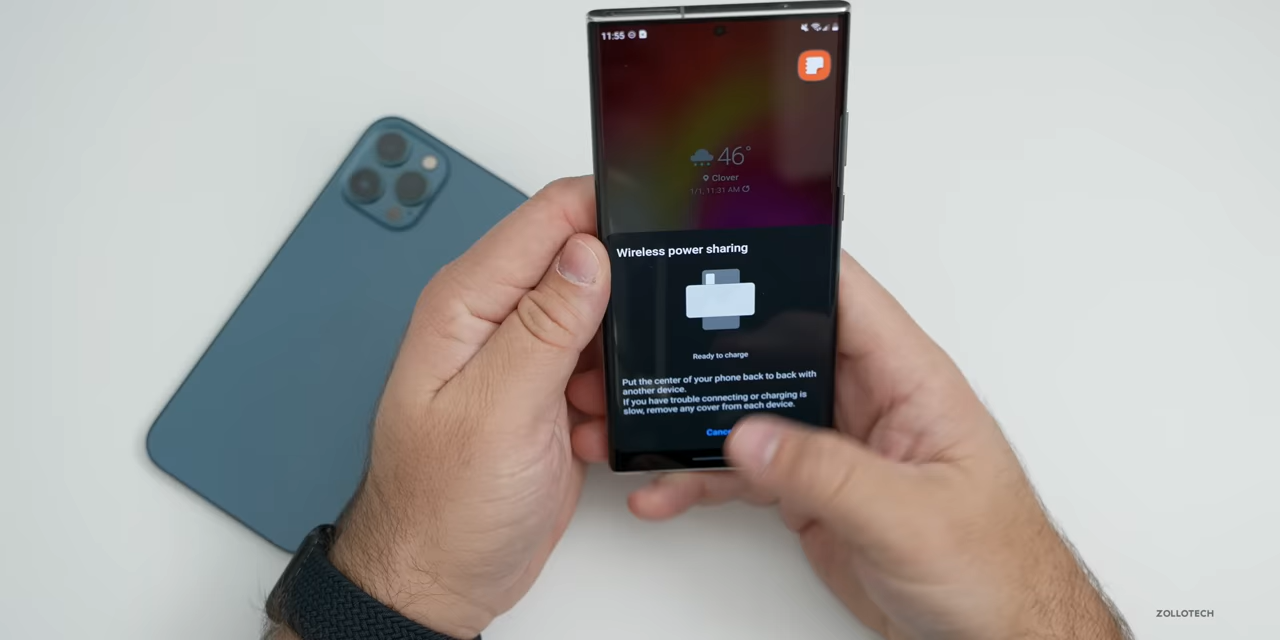 11:55
46°
Clover
1/1, 11:31 AM
Wireless power sharing
Ready to charge
Put the center of your phone back to back with
another device.
If you have trouble connecting or charging is
slow, remove any cover from each device.
Cance
ZOLLOTECH